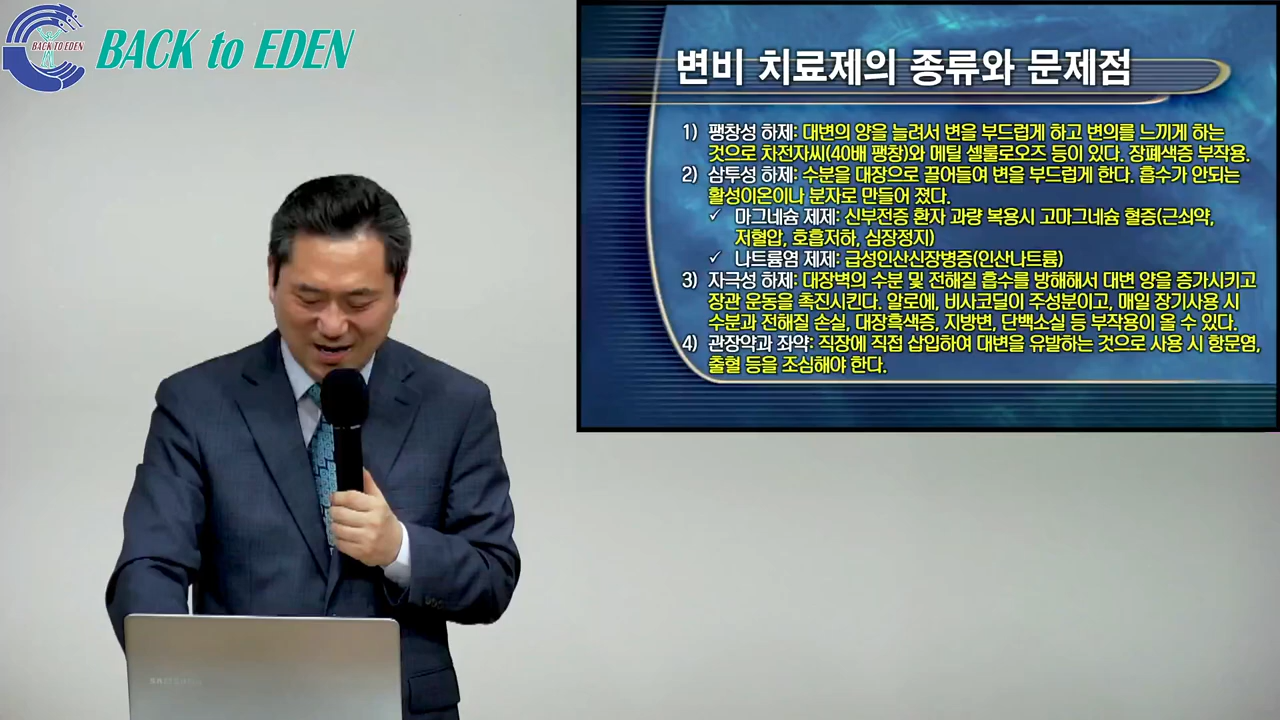 BACK TO EDEN
BACK to EDEN
변비 치료제의 종류와 문제점
1) 팽창성 하제: 대변의 양을 늘려서 변을 부드럽게 하고 변의를 느끼게 하는
것으로 차전자씨(40배 팽창)와 메틸 셀룰로오즈 등이 있다. 장폐색증 부작용.
2) 삼투성 하제: 수분을 대장으로 끌어들여 변을 부드럽게 한다. 흡수가 안되는
활성이온이나 분자로 만들어 졌다.
✓ 마그네슘 제제: 신부전증 환자 과량 복용시 고마그네슘 혈증(근쇠약,
저혈압, 호흡저하, 심장정지)
✓ 나트륨염 제제: 급성인산신장병증(인산나트륨)
3) 자극성 하제: 대장벽의 수분 및 전해질 흡수를 방해해서 대변 양을 증가시키고
장관 운동을 촉진시킨다. 알로에, 비사코딜이 주성분이고, 매일 장기사용 시
수분과 전해질 손실, 대장흑색증, 지방변, 단백소실 등 부작용이 올 수 있다.
4) 관장약과 좌약: 직장에 직접 삽입하여 대변을 유발하는 것으로 사용 시 항문염,
출혈 등을 조심해야 한다.
SAMSUNG